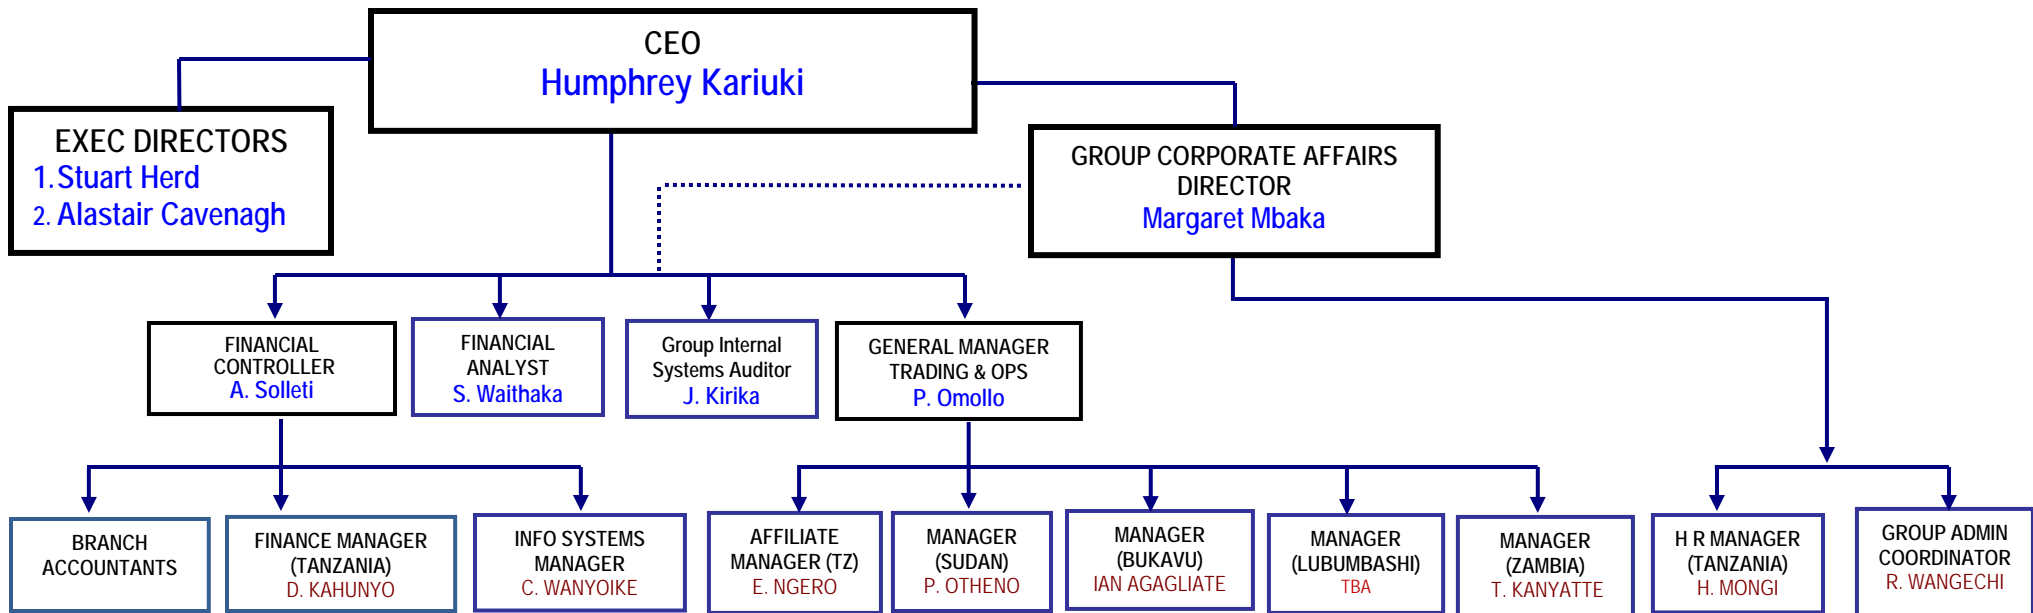 CEO
Humphrey Kariuki
EXEC DIRECTORS
1. Stuart Herd
2. Alastair Cavenagh
GROUP CORPORATE AFFAIRS
DIRECTOR
Margaret Mbaka
FINANCIAL
CONTROLLER
A. Solleti
FINANCIAL
ANALYST
S. Waithaka
Group Internal
Systems Auditor
J. Kirika
GENERAL MANAGER
TRADING & OPS
P. Omollo
BRANCH
ACCOUNTANTS
FINANCE MANAGER
(TANZANIA)
D. KAHUNYO
INFO SYSTEMS
MANAGER
C. WANYOIKE
AFFILIATE
MANAGER (TZ)
E. NGERO
MANAGER
(SUDAN)
P. OTHENO
MANAGER
(BUKAVU)
IAN AGAGLIATE
MANAGER
(LUBUMBASHI)
TBA
MANAGER
(ZAMBIA)
T. KANYATTE
H R MANAGER
(TANZANIA)
H. MONGI
GROUP ADMIN
COORDINATOR
R. WANGECHI